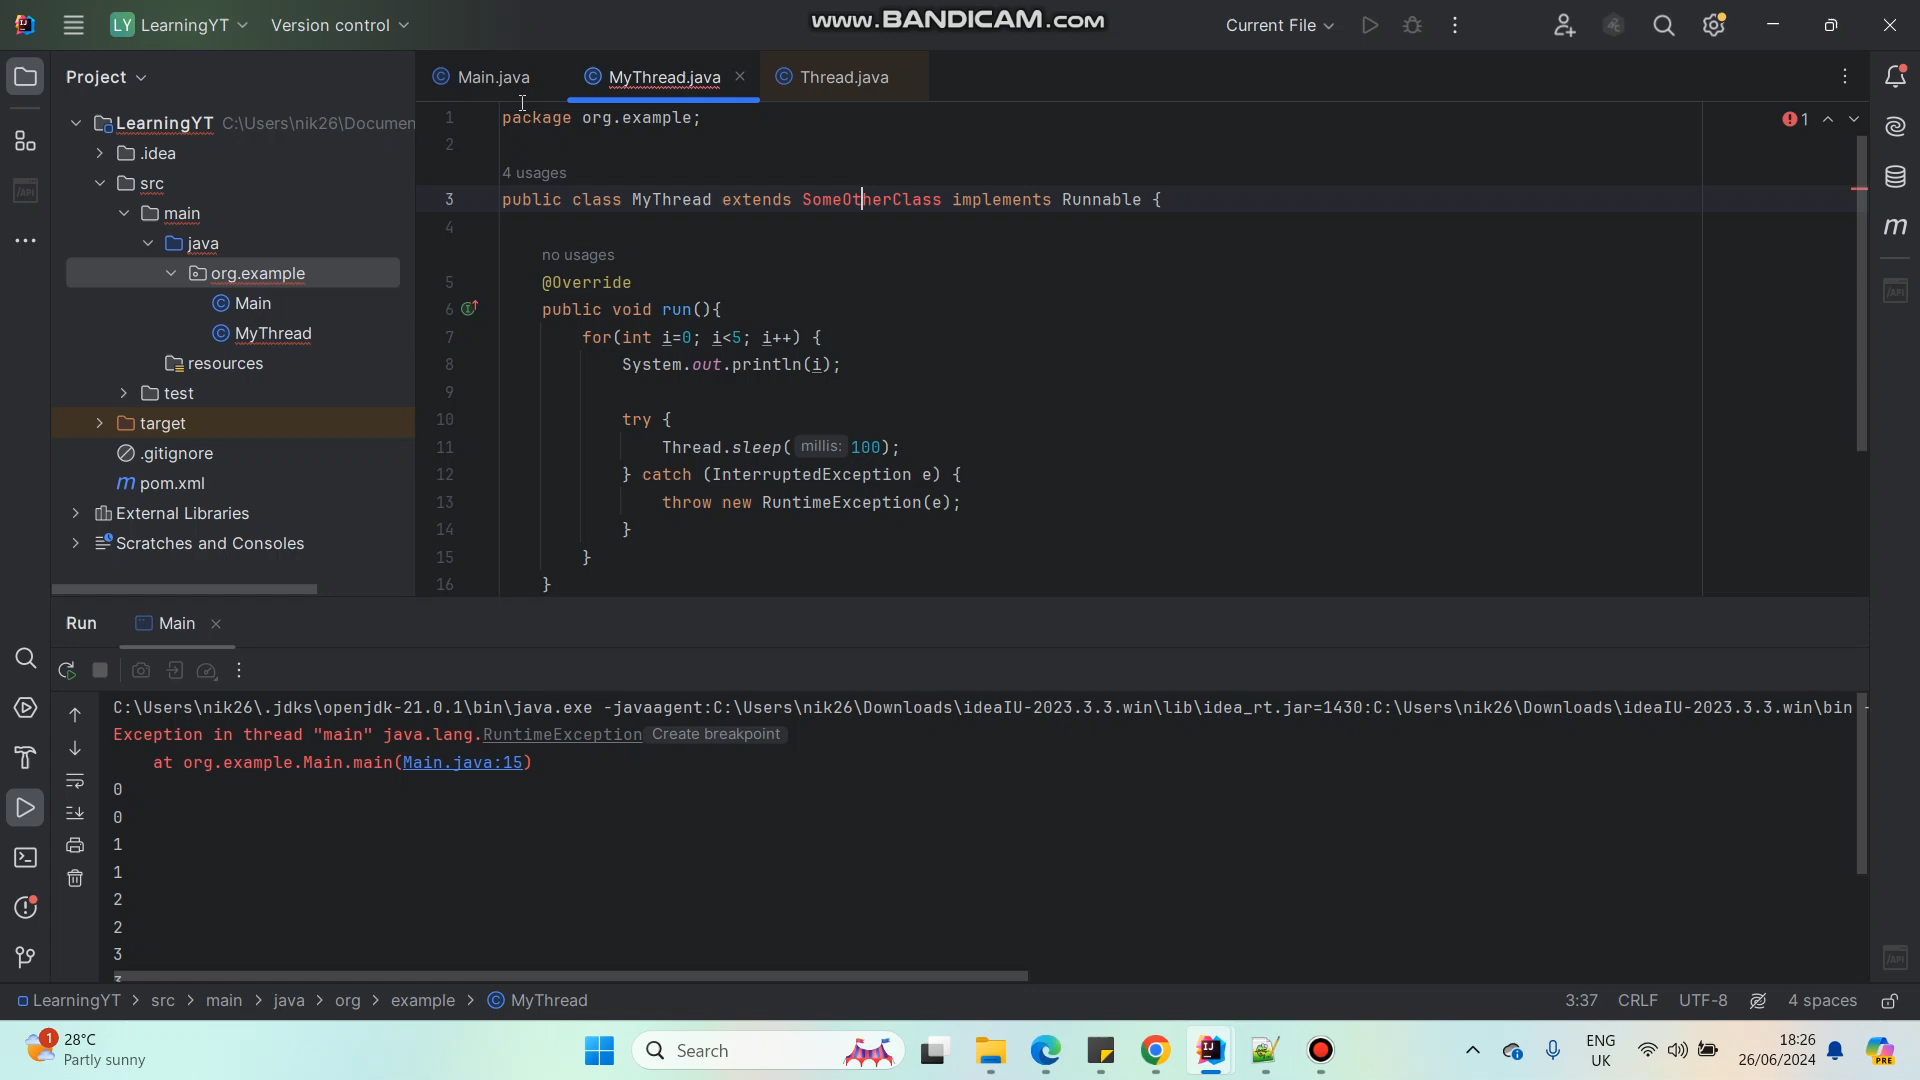 LY LearningYT Version control www.BANDICAM.com Current File
Project
Main.java MyThread.java Thread.java
LearningYT C:\Users\nik26\Documen
.idea
src
main
java
org.example
Main
MyThread
resources
test
target
.gitignore
m pom.xml
External Libraries
Scratches and Consoles
1 package org.example;
1
2
4 usages
3 public class MyThread extends SomeOtherClass implements Runnable {
4
no usages
5 @Override
6 public void run(){
7 for(int i=0; i<5; i++) {
8 System.out.println(i);
9
10 try {
11 Thread.sleep( millis: 100);
12 } catch (InterruptedException e) {
13 throw new RuntimeException(e);
14 }
15 }
16 }
m
Run Main
C:\Users\nik26\.jdks\openjdk-21.0.1\bin\java.exe -javaagent:C:\Users\nik26\Downloads\ideaIU-2023.3.3.win\lib\idea_rt.jar=1430:C:\Users\nik26\Downloads\ideaIU-2023.3.3.win\bin -
Exception in thread "main" java.lang.RuntimeException Create breakpoint
at org.example.Main.main(Main.java:15)
0
0
1
1
2
2
3
LearningYT > src > main > java > org > example > MyThread 3:37 CRLF UTF-8 4 spaces
1 28°C
Partly sunny
Search
ENG
UK
18:26
26/06/2024
PRE